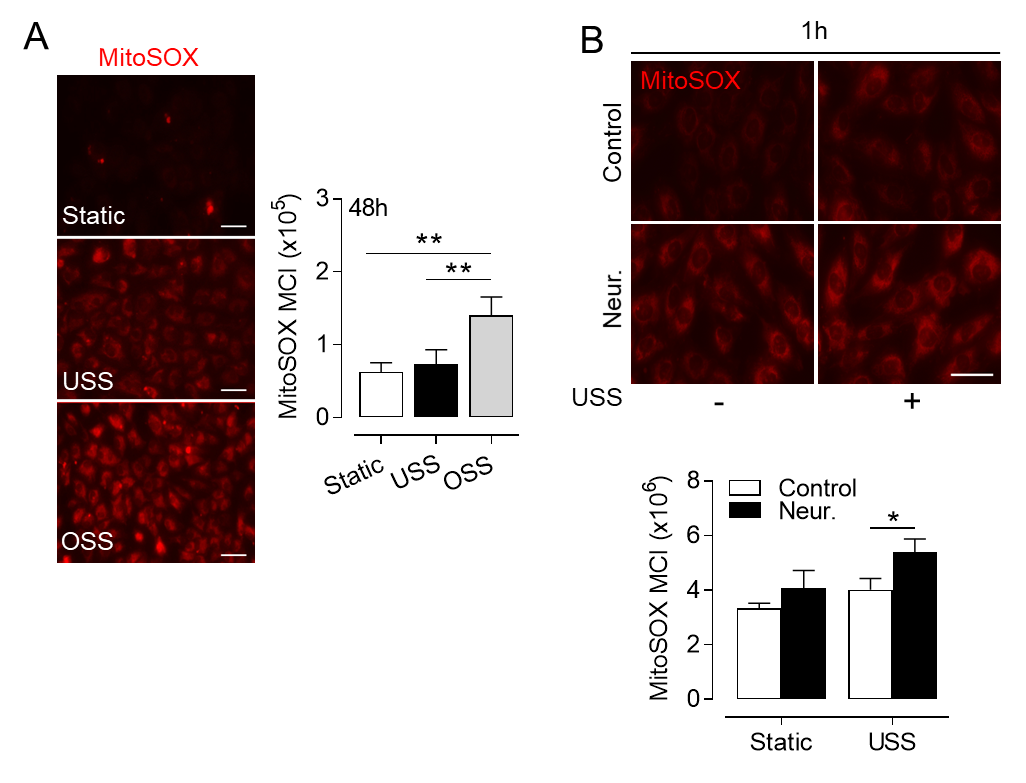 A
MitoSOX
Static
USS
OSS
MitoSOX MCI (x10⁵)
3
2
1
0
48h
**
**
Static
USS
OSS
B
1h
MitoSOX
Control
Neur.
USS
-
+
MitoSOX MCI (x10⁶)
8
6
4
2
0
Control
Neur.
*
Static
USS